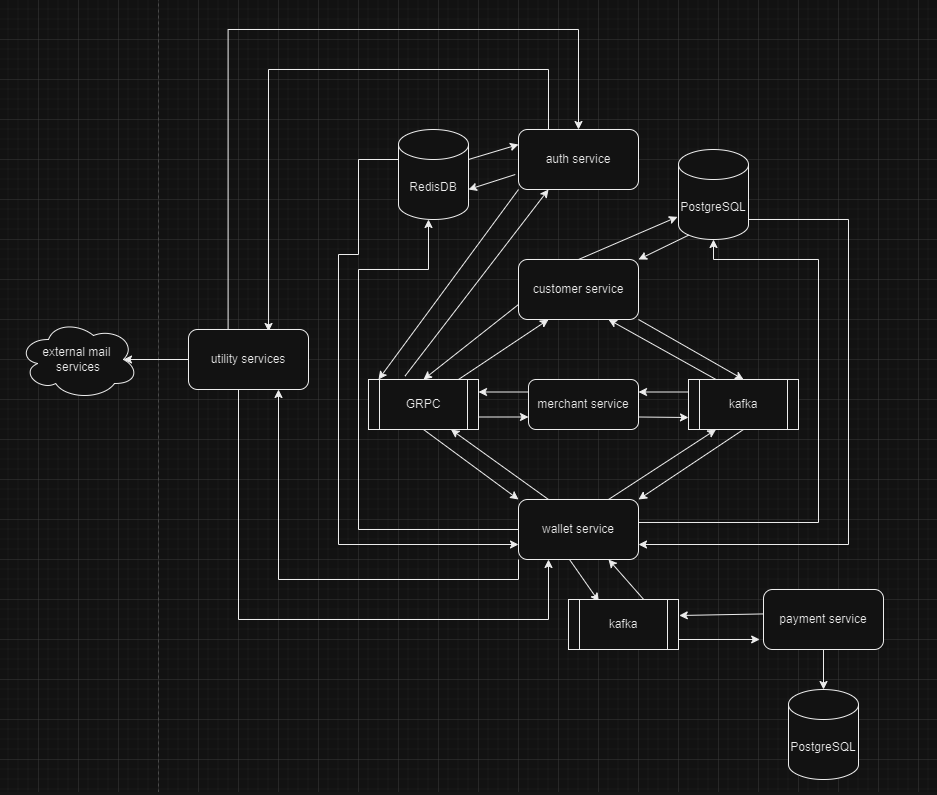 auth service
RedisDB
PostgreSQL
customer service
external mail
services
utility services
GRPC
merchant service
kafka
wallet service
kafka
payment service
PostgreSQL